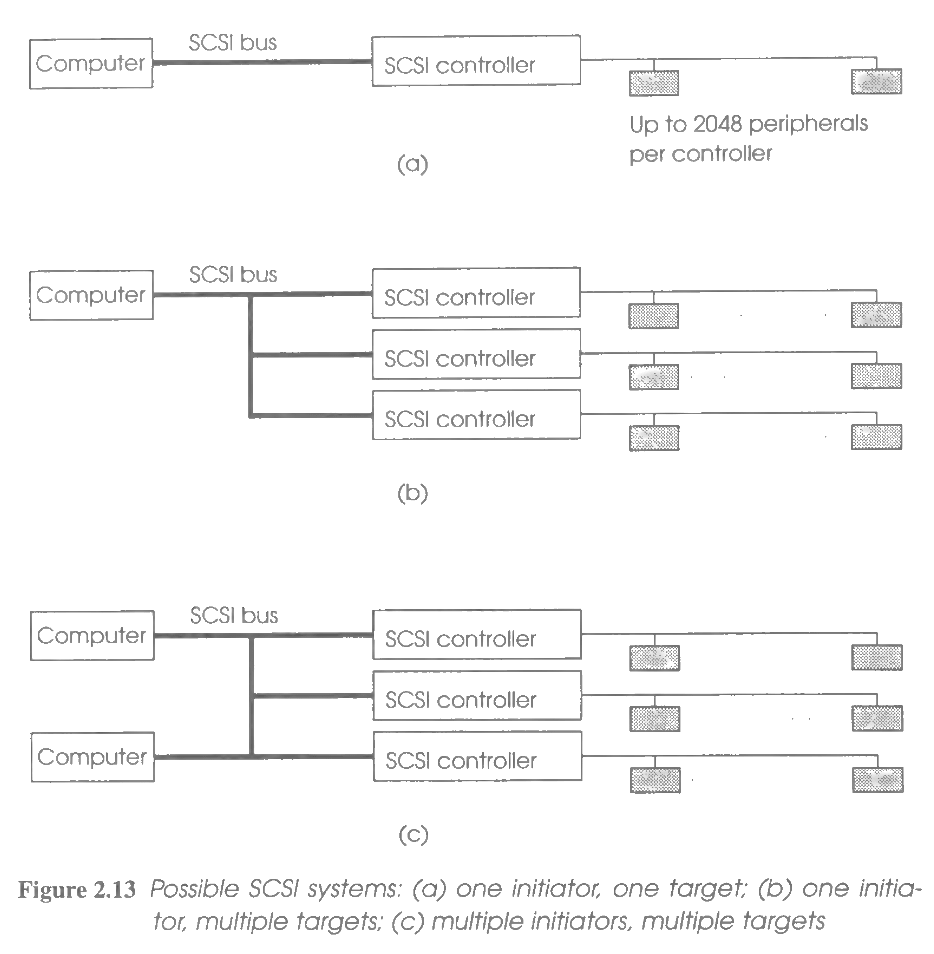 SCSI bus
Computer
SCSI controller
Up to 2048 peripherals
per controller
(a)
SCSI bus
Computer
SCSI controller
SCSI controller
SCSI controller
(b)
SCSI bus
Computer
SCSI controller
SCSI controller
Computer
SCSI controller
(c)
Figure 2.13 Possible SCSI systems: (a) one initiator, one target; (b) one initia-
tor, multiple targets; (c) multiple initiators, multiple targets